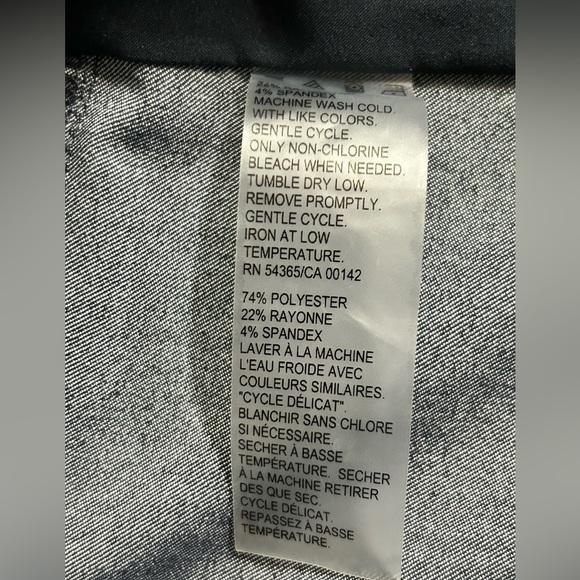 4% SPANDEX
MACHINE WASH COLD.
WITH LIKE COLORS.
GENTLE CYCLE.
ONLY NON-CHLORINE
BLEACH WHEN NEEDED.
TUMBLE DRY LOW.
REMOVE PROMPTLY.
GENTLE CYCLE.
IRON AT LOW
TEMPERATURE.
RN 54365/CA 00142
74% POLYESTER
22% RAYONNE
4% SPANDEX
LAVER À LA MACHINE
L'EAU FROIDE AVEC
COULEURS SIMILAIRES.
"CYCLE DÉLICAT".
BLANCHIR SANS CHLORE
SI NÉCESSAIRE.
SECHER À BASSE
TEMPÉRATURE. SECHER
À LA MACHINE RETIRER
DES QUE SEC
CYCLE DÉLICAT.
REPASSEZ À BASSE
TEMPÉRATURE.